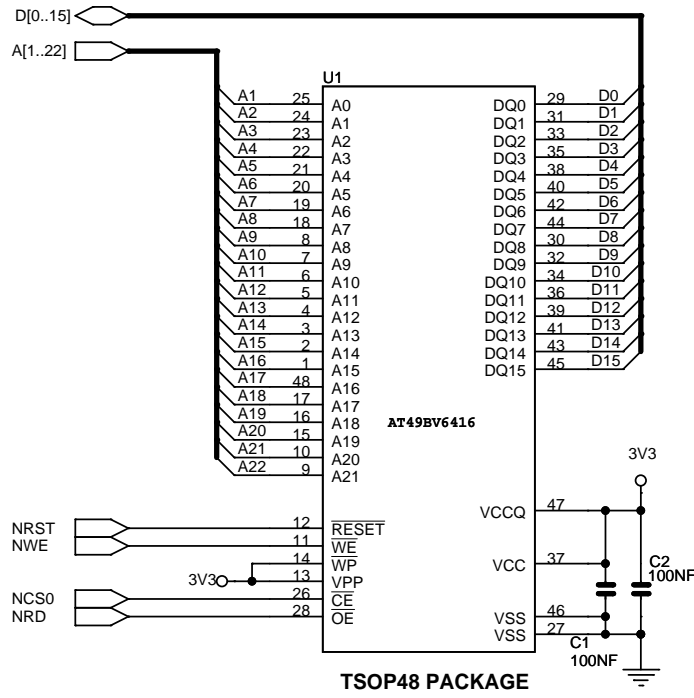 D[0..15]
A[1..22]
U1
A1 25 A0 DQ0 29 D0
A2 24 A1 DQ1 31 D1
A3 23 A2 DQ2 33 D2
A4 22 A3 DQ3 35 D3
A5 21 A4 DQ4 38 D4
A6 20 A5 DQ5 40 D5
A7 19 A6 DQ6 42 D6
A8 18 A7 DQ7 44 D7
A9 8 A8 DQ8 30 D8
A10 7 A9 DQ9 32 D9
A11 6 A10 DQ10 34 D10
A12 5 A11 DQ11 36 D11
A13 4 A12 DQ12 39 D12
A14 3 A13 DQ13 41 D13
A15 2 A14 DQ14 43 D14
A16 1 A15 DQ15 45 D15
A17 48 A16
A18 17 A17
A19 16 A18
A20 15 A19
A21 10 A20
A22 9 A21
AT49BV6416
3V3
VCCQ 47
NRST 12 RESET
NWE 11 WE
14 WP
3V3 13 VPP
NCS0 26 CE
NRD 28 OE
VCC 37
C2
100NF
VSS 46
VSS 27
C1
100NF
TSOP48 PACKAGE